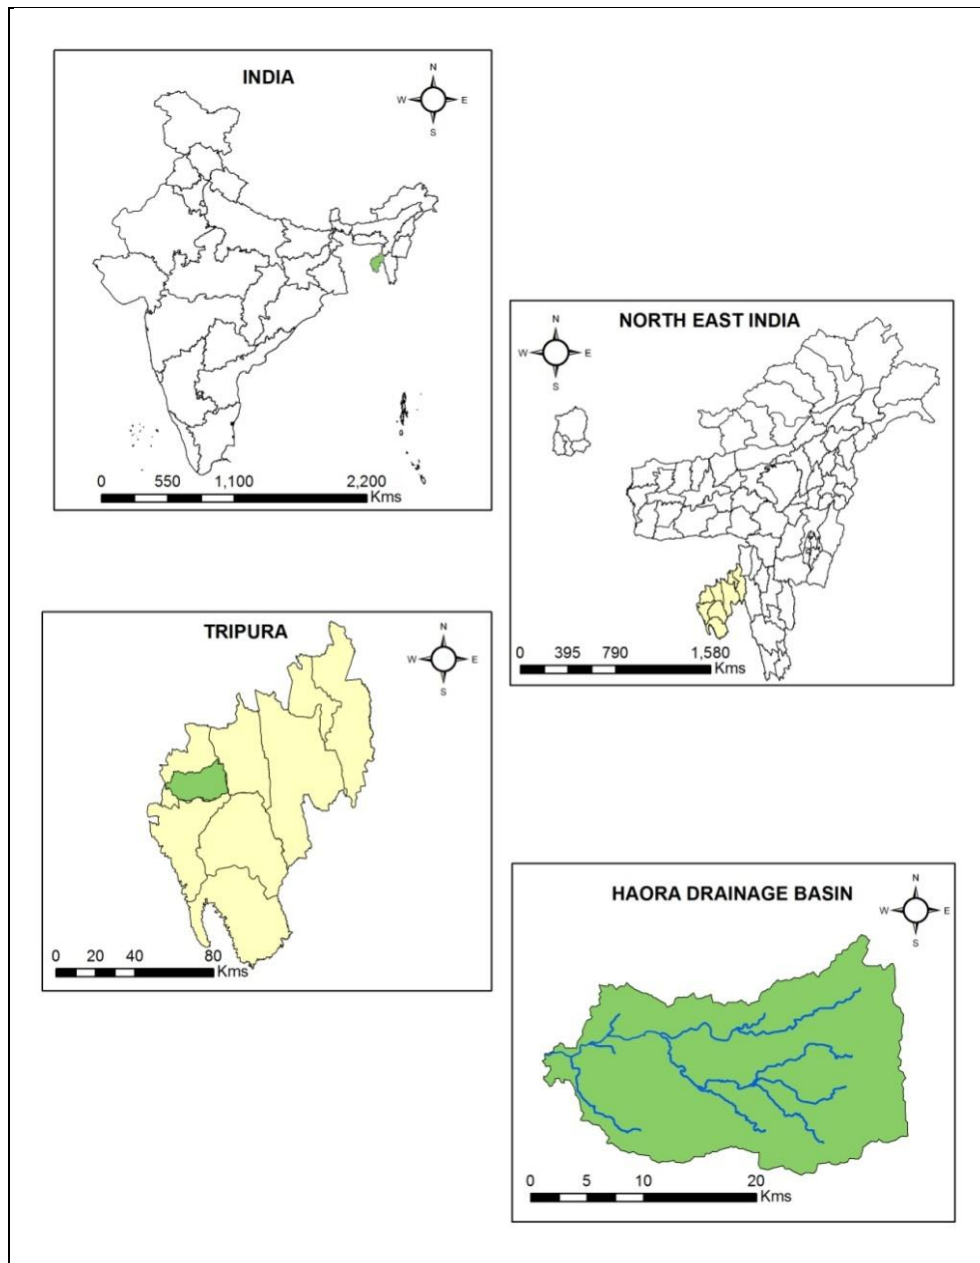 INDIA
N
W E
S
0 550 1,100 2,200
Kms
NORTH EAST INDIA
N
W E
S
0 395 790 1,580
Kms
TRIPURA
N
W E
S
0 20 40 80
Kms
HAORA DRAINAGE BASIN
N
W E
S
0 5 10 20
Kms